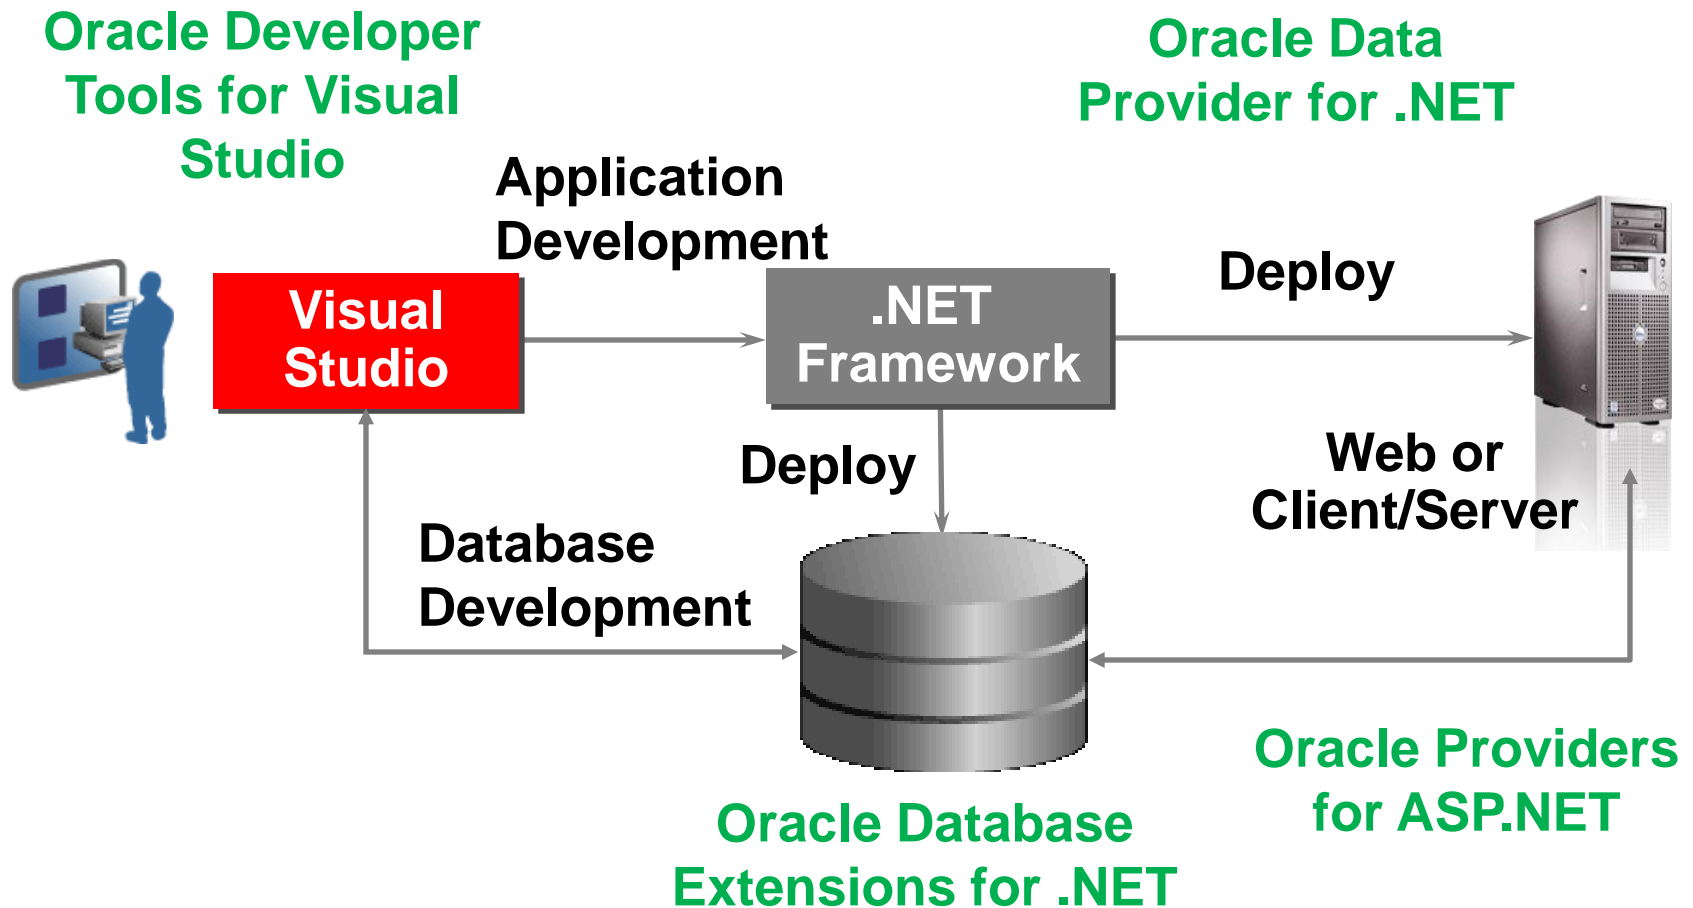 Oracle Developer
Tools for Visual
Studio
Oracle Data
Provider for .NET
Application
Development
Visual
Studio
.NET
Framework
Deploy
Deploy
Web or
Client/Server
Database
Development
Oracle Providers
for ASP.NET
Oracle Database
Extensions for .NET